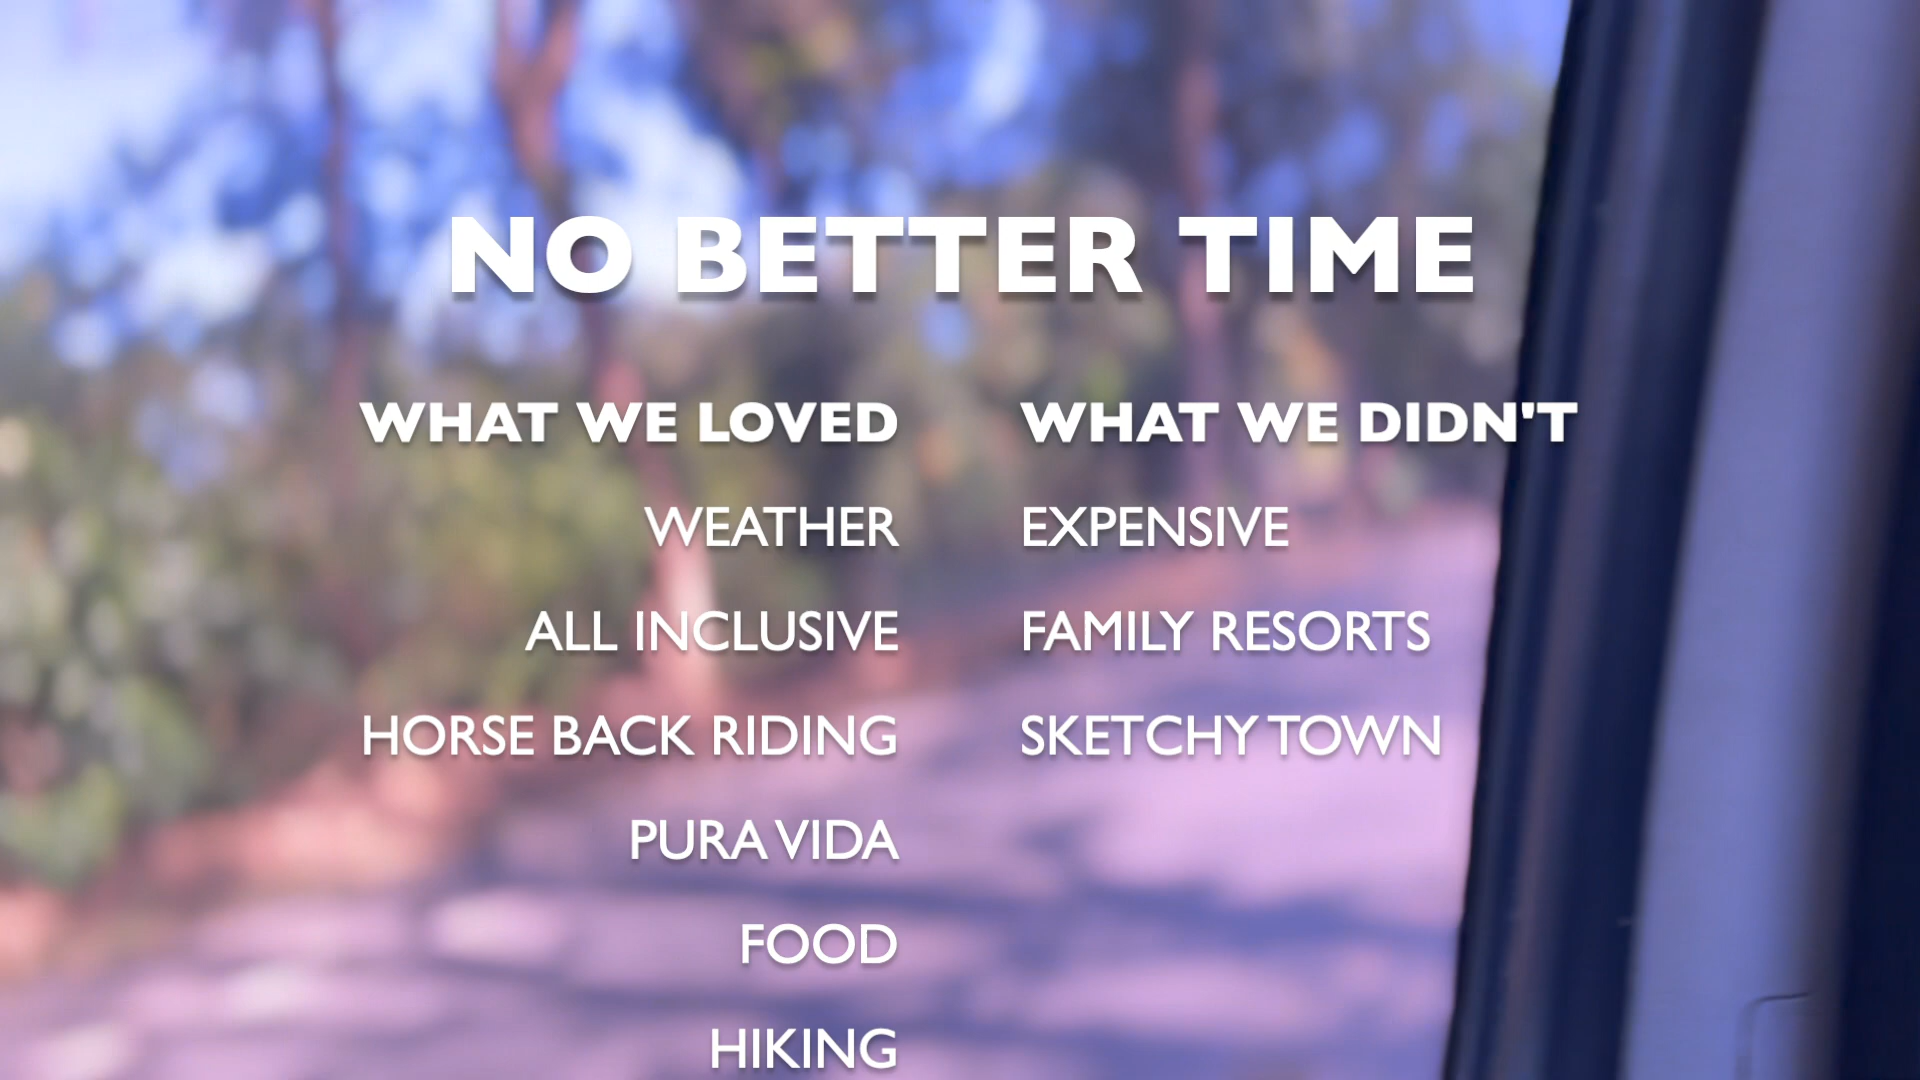 NO BETTER TIME
WHAT WE LOVED WHAT WE DIDN'T
WEATHER EXPENSIVE
ALL INCLUSIVE FAMILY RESORTS
HORSE BACK RIDING SKETCHY TOWN
PURA VIDA
FOOD
HIKING